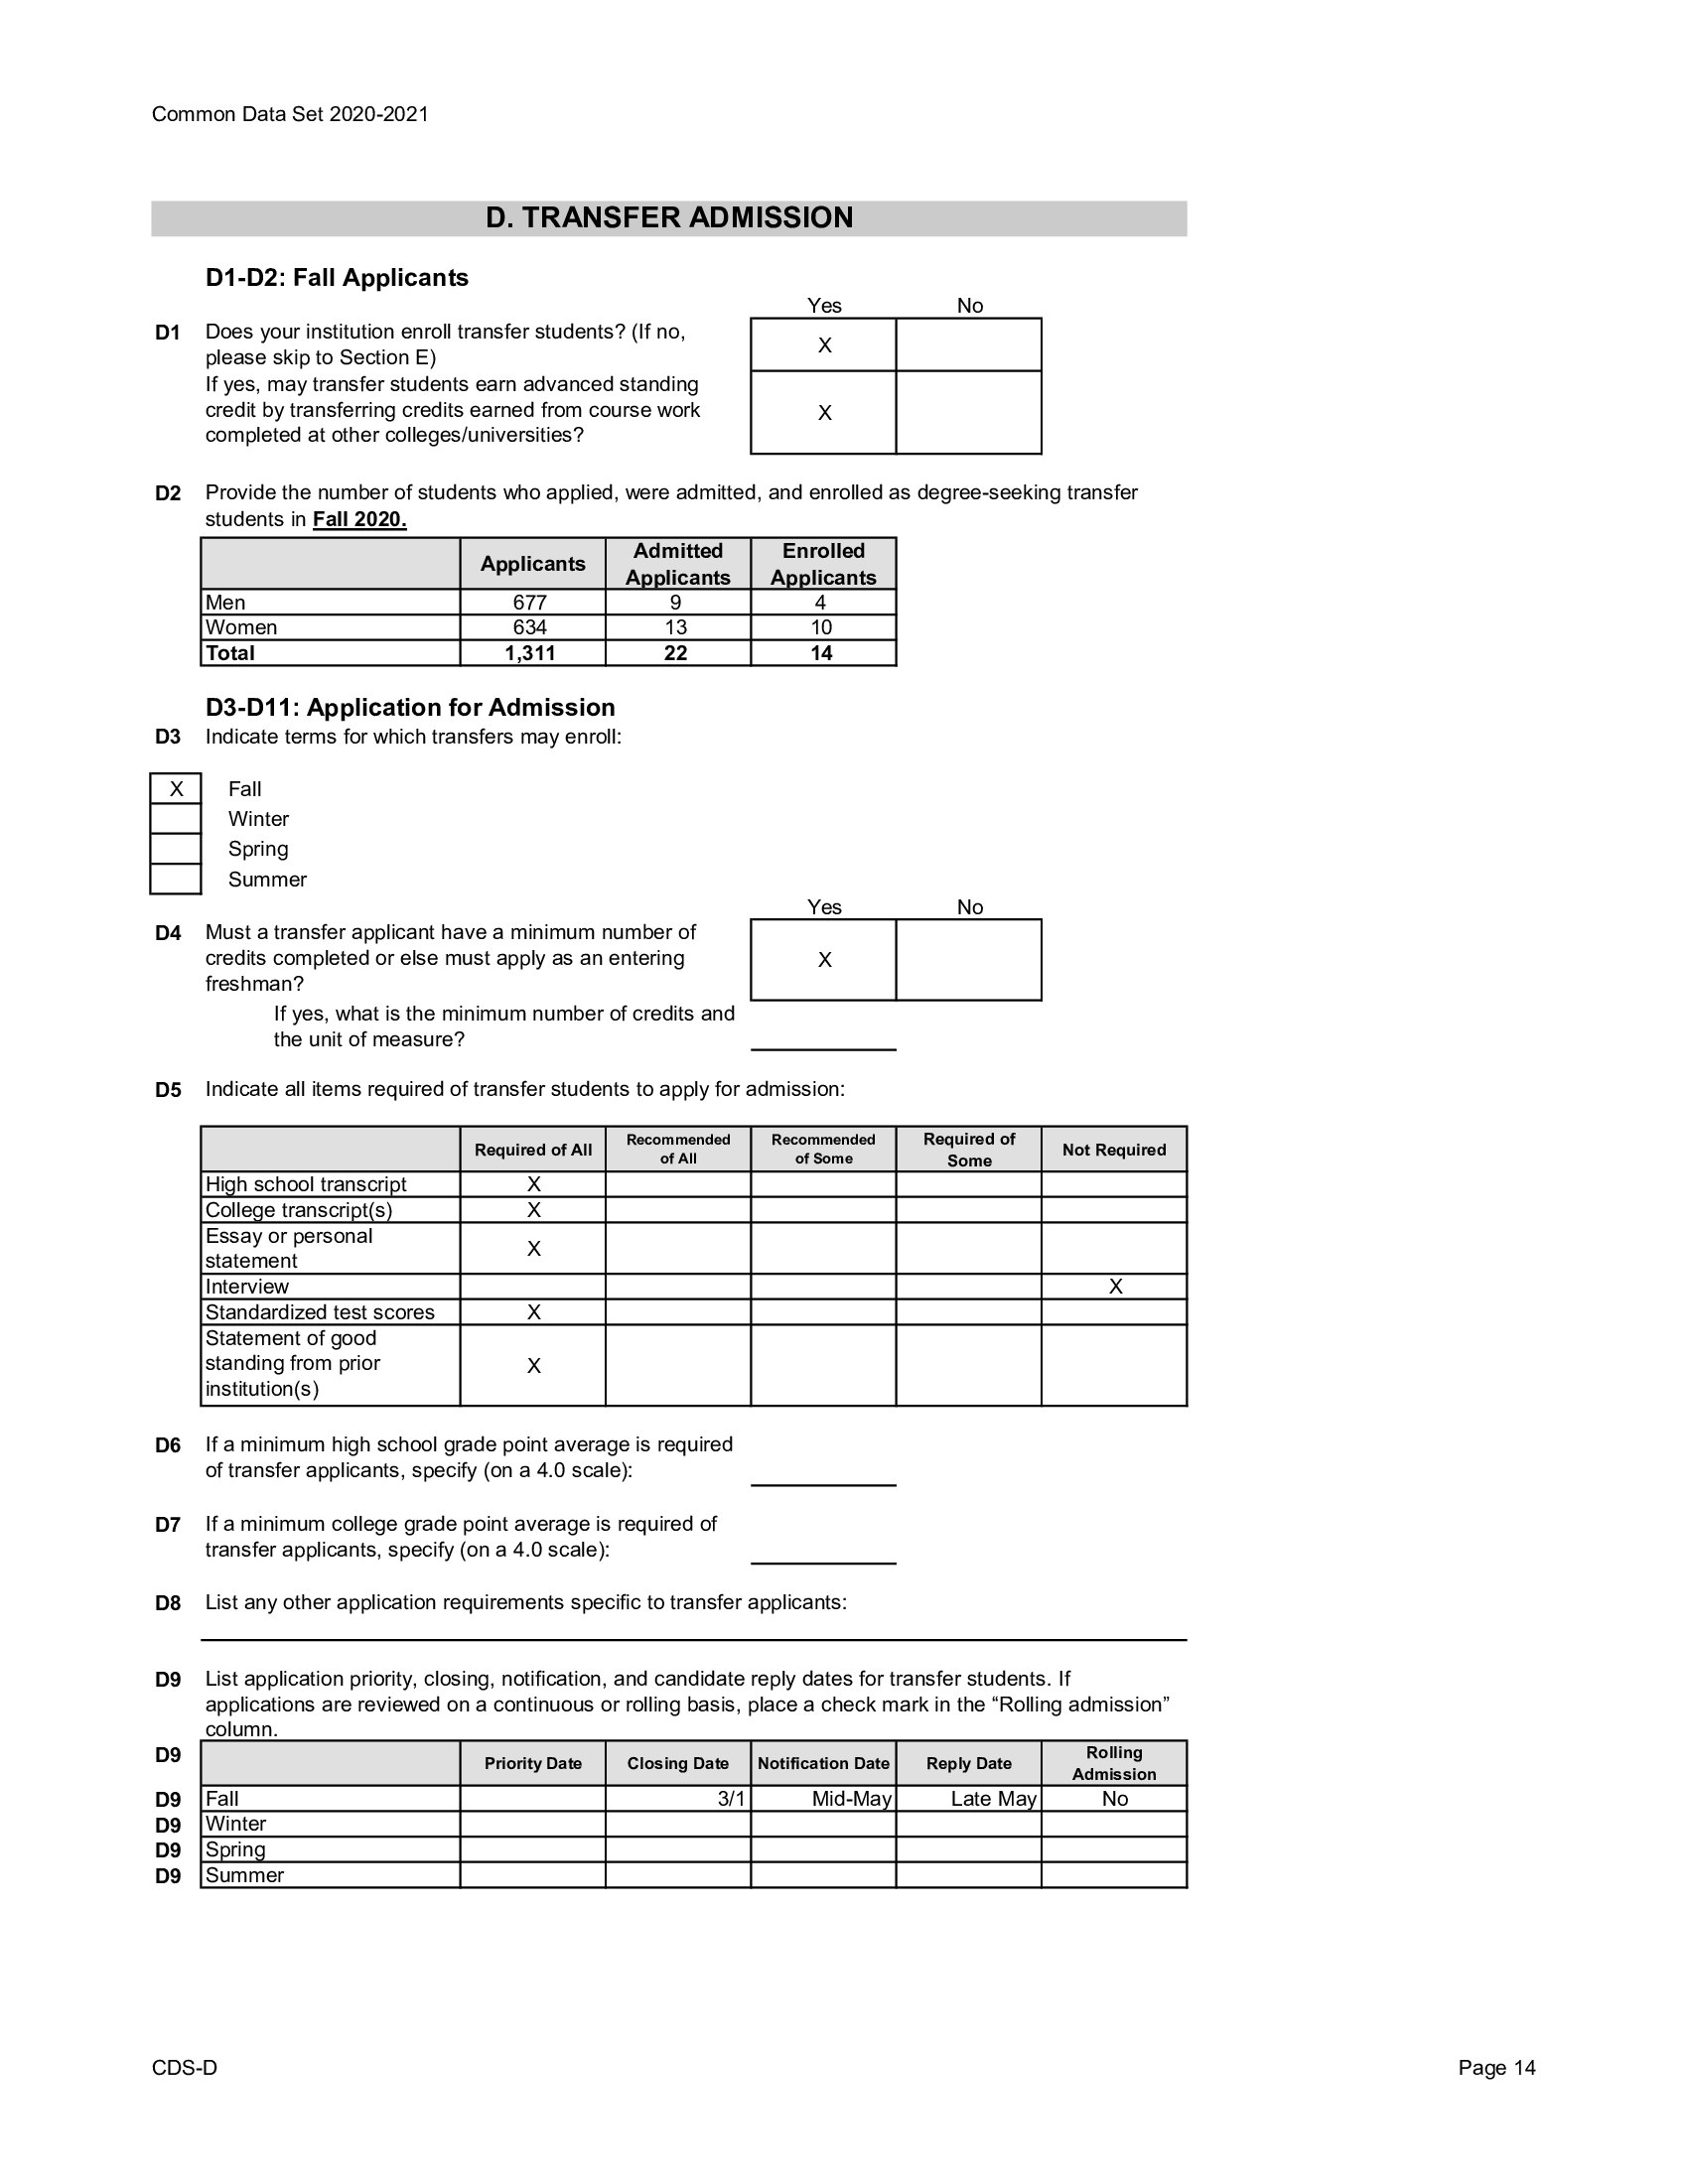 Common Data Set 2020-2021
D. TRANSFER ADMISSION
D1-D2: Fall Applicants
Yes No
D1 Does your institution enroll transfer students? (If no,
please skip to Section E)
X
If yes, may transfer students earn advanced standing
credit by transferring credits earned from course work
completed at other colleges/universities?
X
D2 Provide the number of students who applied, were admitted, and enrolled as degree-seeking transfer
students in Fall 2020.
Applicants Admitted Applicants Enrolled Applicants
Men 677 9 4
Women 634 13 10
Total 1,311 22 14
D3-D11: Application for Admission
D3 Indicate terms for which transfers may enroll:
X Fall
Winter
Spring
Summer
Yes No
D4 Must a transfer applicant have a minimum number of
credits completed or else must apply as an entering
freshman?
X
If yes, what is the minimum number of credits and
the unit of measure?
D5 Indicate all items required of transfer students to apply for admission:
Required of All Recommended of All Recommended of Some Required of Some Not Required
High school transcript X
College transcript(s) X
Essay or personal
statement
X
Interview X
Standardized test scores X
Statement of good
standing from prior
institution(s)
X
D6 If a minimum high school grade point average is required
of transfer applicants, specify (on a 4.0 scale):
D7 If a minimum college grade point average is required of
transfer applicants, specify (on a 4.0 scale):
D8 List any other application requirements specific to transfer applicants:
D9 List application priority, closing, notification, and candidate reply dates for transfer students. If
applications are reviewed on a continuous or rolling basis, place a check mark in the “Rolling admission”
column.
D9 Priority Date Closing Date Notification Date Reply Date Rolling Admission
D9 Fall 3/1 Mid-May Late May No
D9 Winter
D9 Spring
D9 Summer
CDS-D Page 14